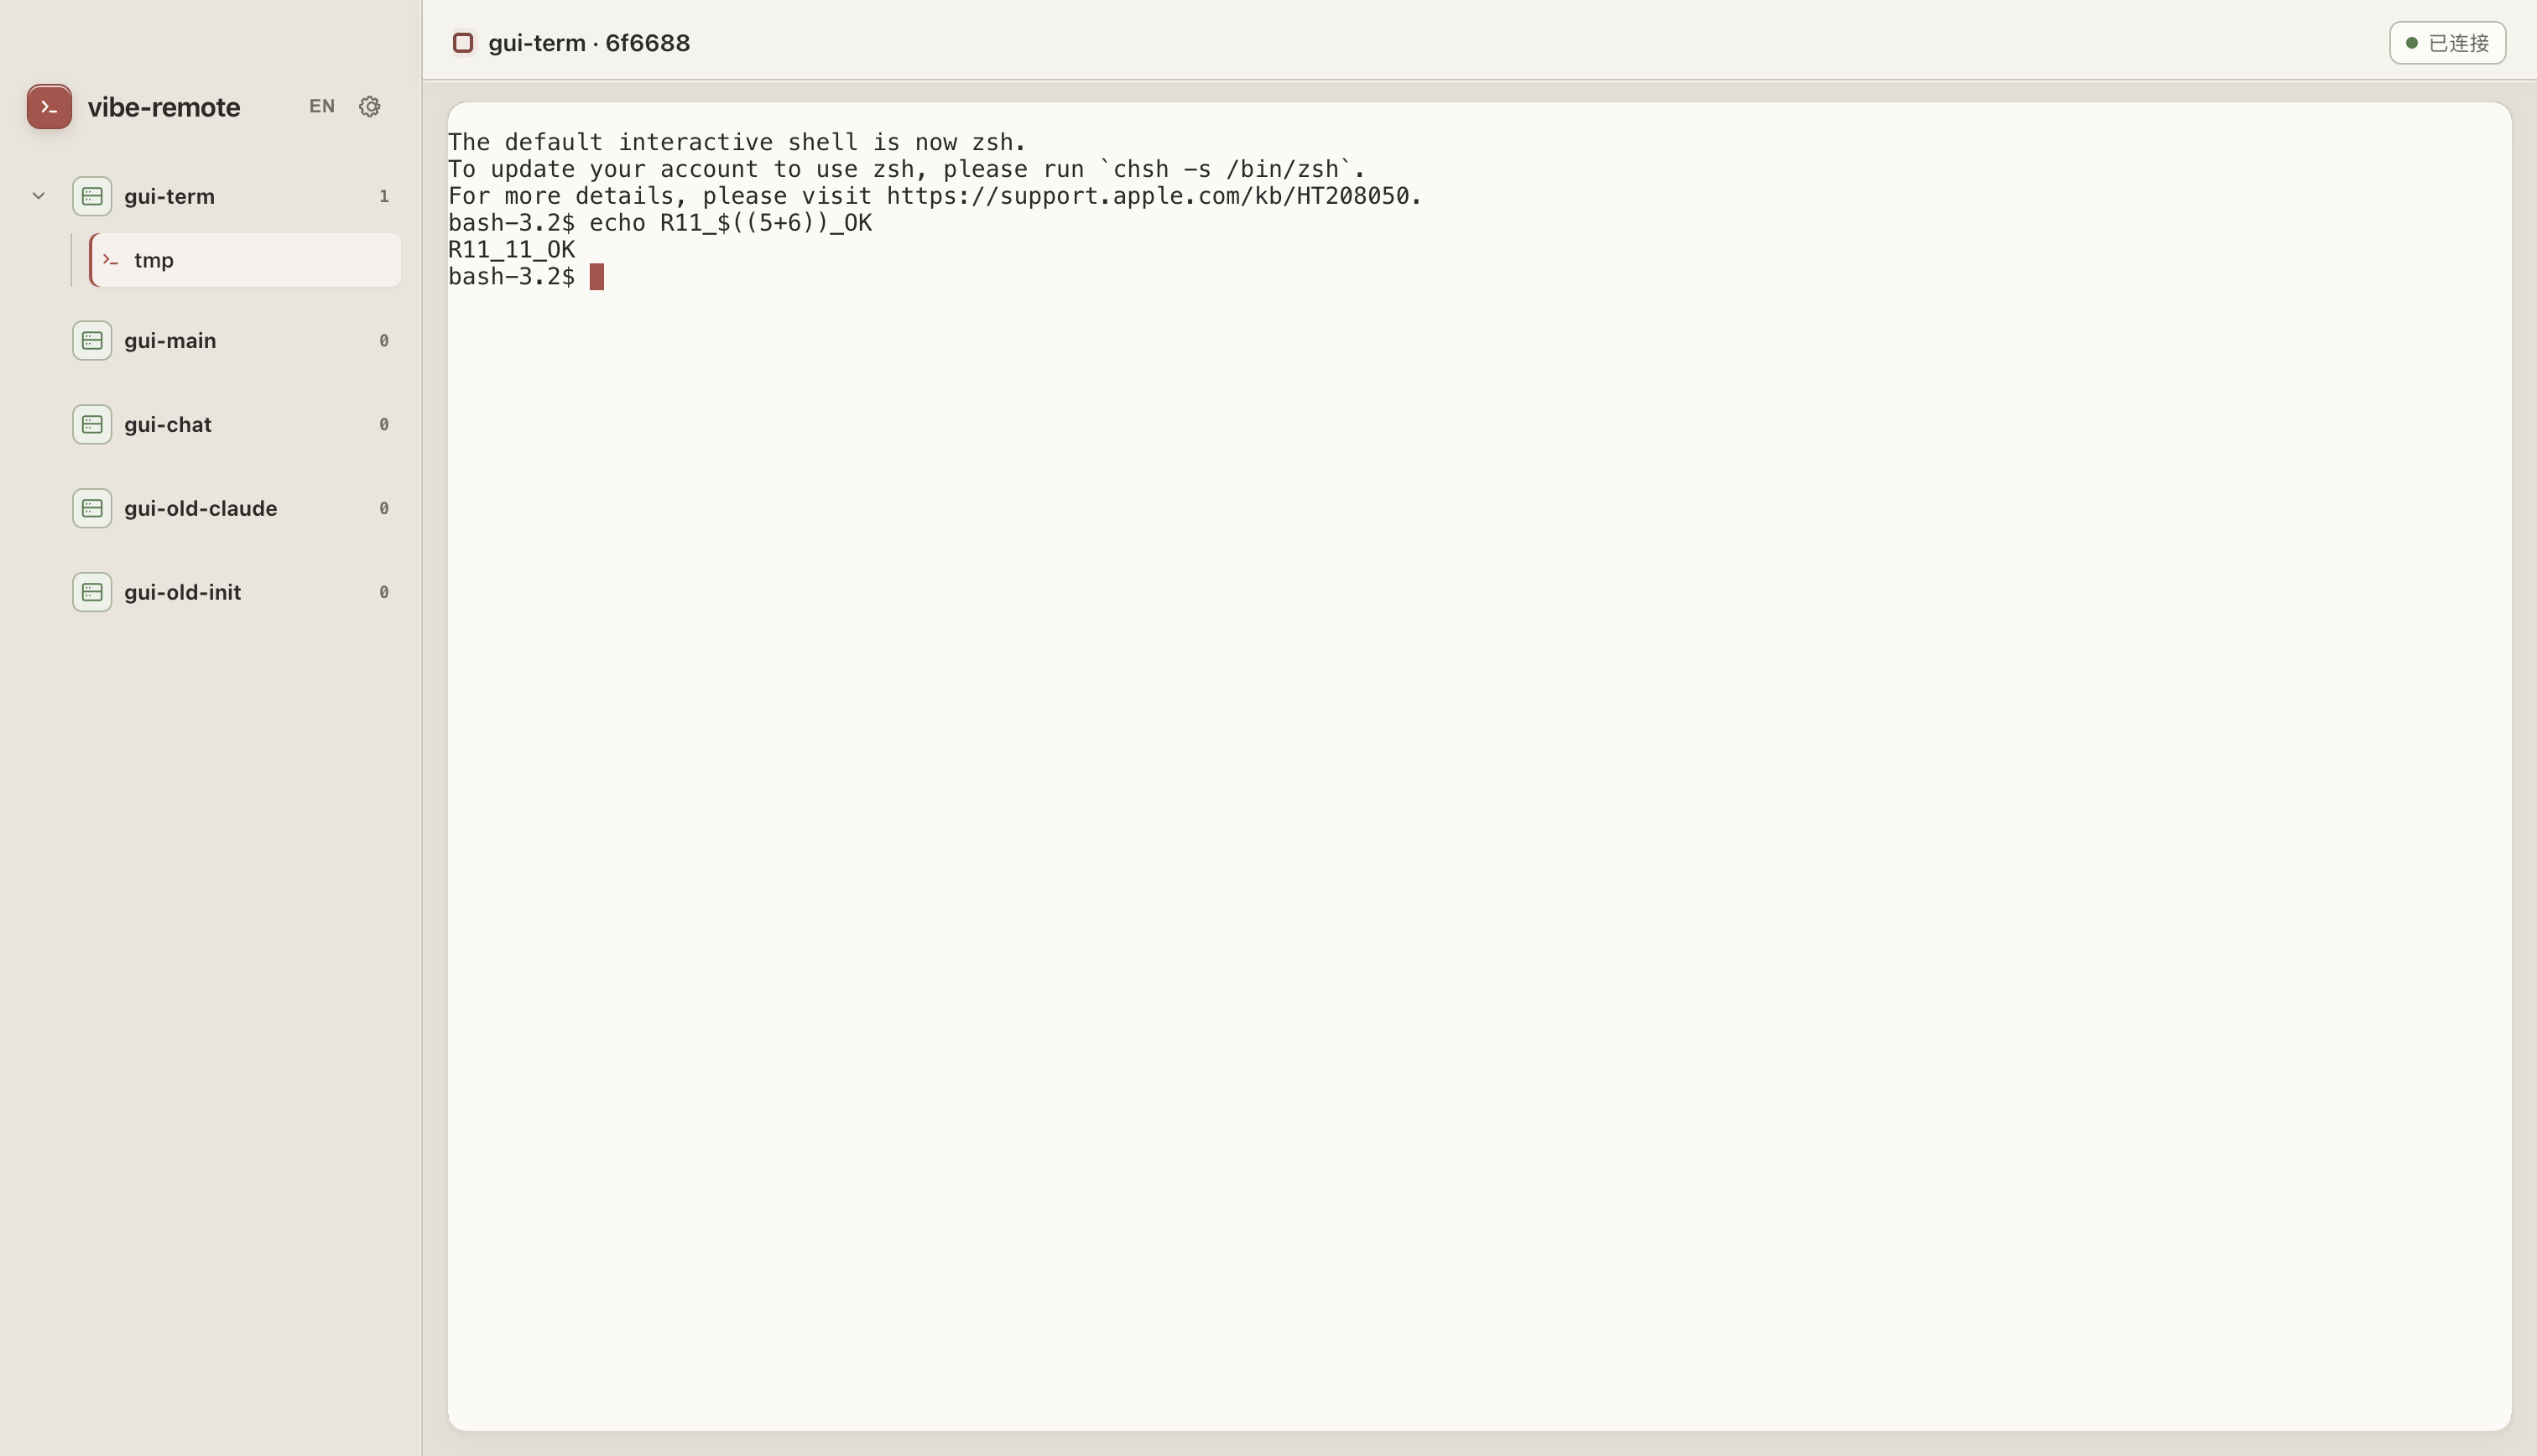 vibe-remote
EN
gui-term 1
tmp
gui-main 0
gui-chat 0
gui-old-claude 0
gui-old-init 0
gui-term · 6f6688
已连接
The default interactive shell is now zsh.
To update your account to use zsh, please run `chsh -s /bin/zsh`.
For more details, please visit https://support.apple.com/kb/HT208050.
bash-3.2$ echo R11_$((5+6))_OK
R11_11_OK
bash-3.2$